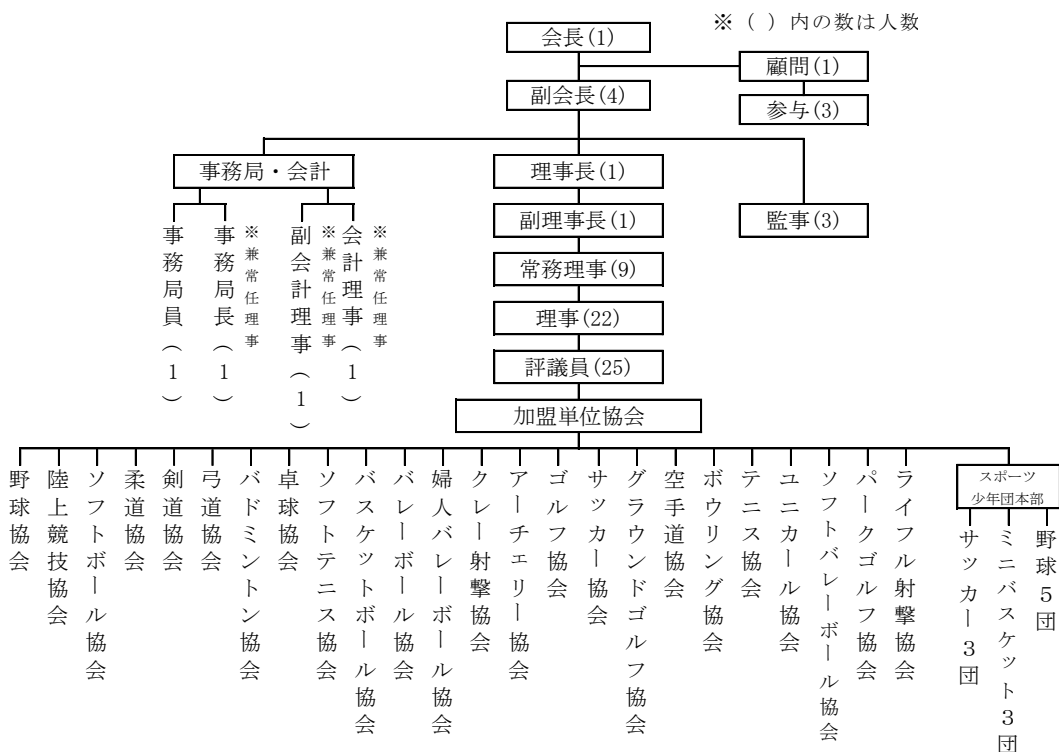 ※（ ）内の数は人数
会長(1)
顧問(1)
副会長(4)
参与(3)
事務局・会計
理事長(1)
副理事長(1)
監事(3)
常務理事(9)
理事(22)
評議員(25)
事務局員（1）
事務局長（1）
※兼常任理事
副会計理事（1）
※兼常任理事
会計理事（1）
※兼常任理事
加盟単位協会
野球協会
陸上競技協会
ソフトボール協会
柔道協会
剣道協会
弓道協会
バドミントン協会
卓球協会
ソフトテニス協会
バスケットボール協会
バレーボール協会
婦人バレーボール協会
クレー射撃協会
アーチェリー協会
ゴルフ協会
サッカー協会
グラウンドゴルフ協会
空手道協会
ボウリング協会
テニス協会
ユニカール協会
ソフトバレーボール協会
パークゴルフ協会
ライフル射撃協会
スポーツ
少年団本部
サッカー3団
ミニバスケット3団
野球5団